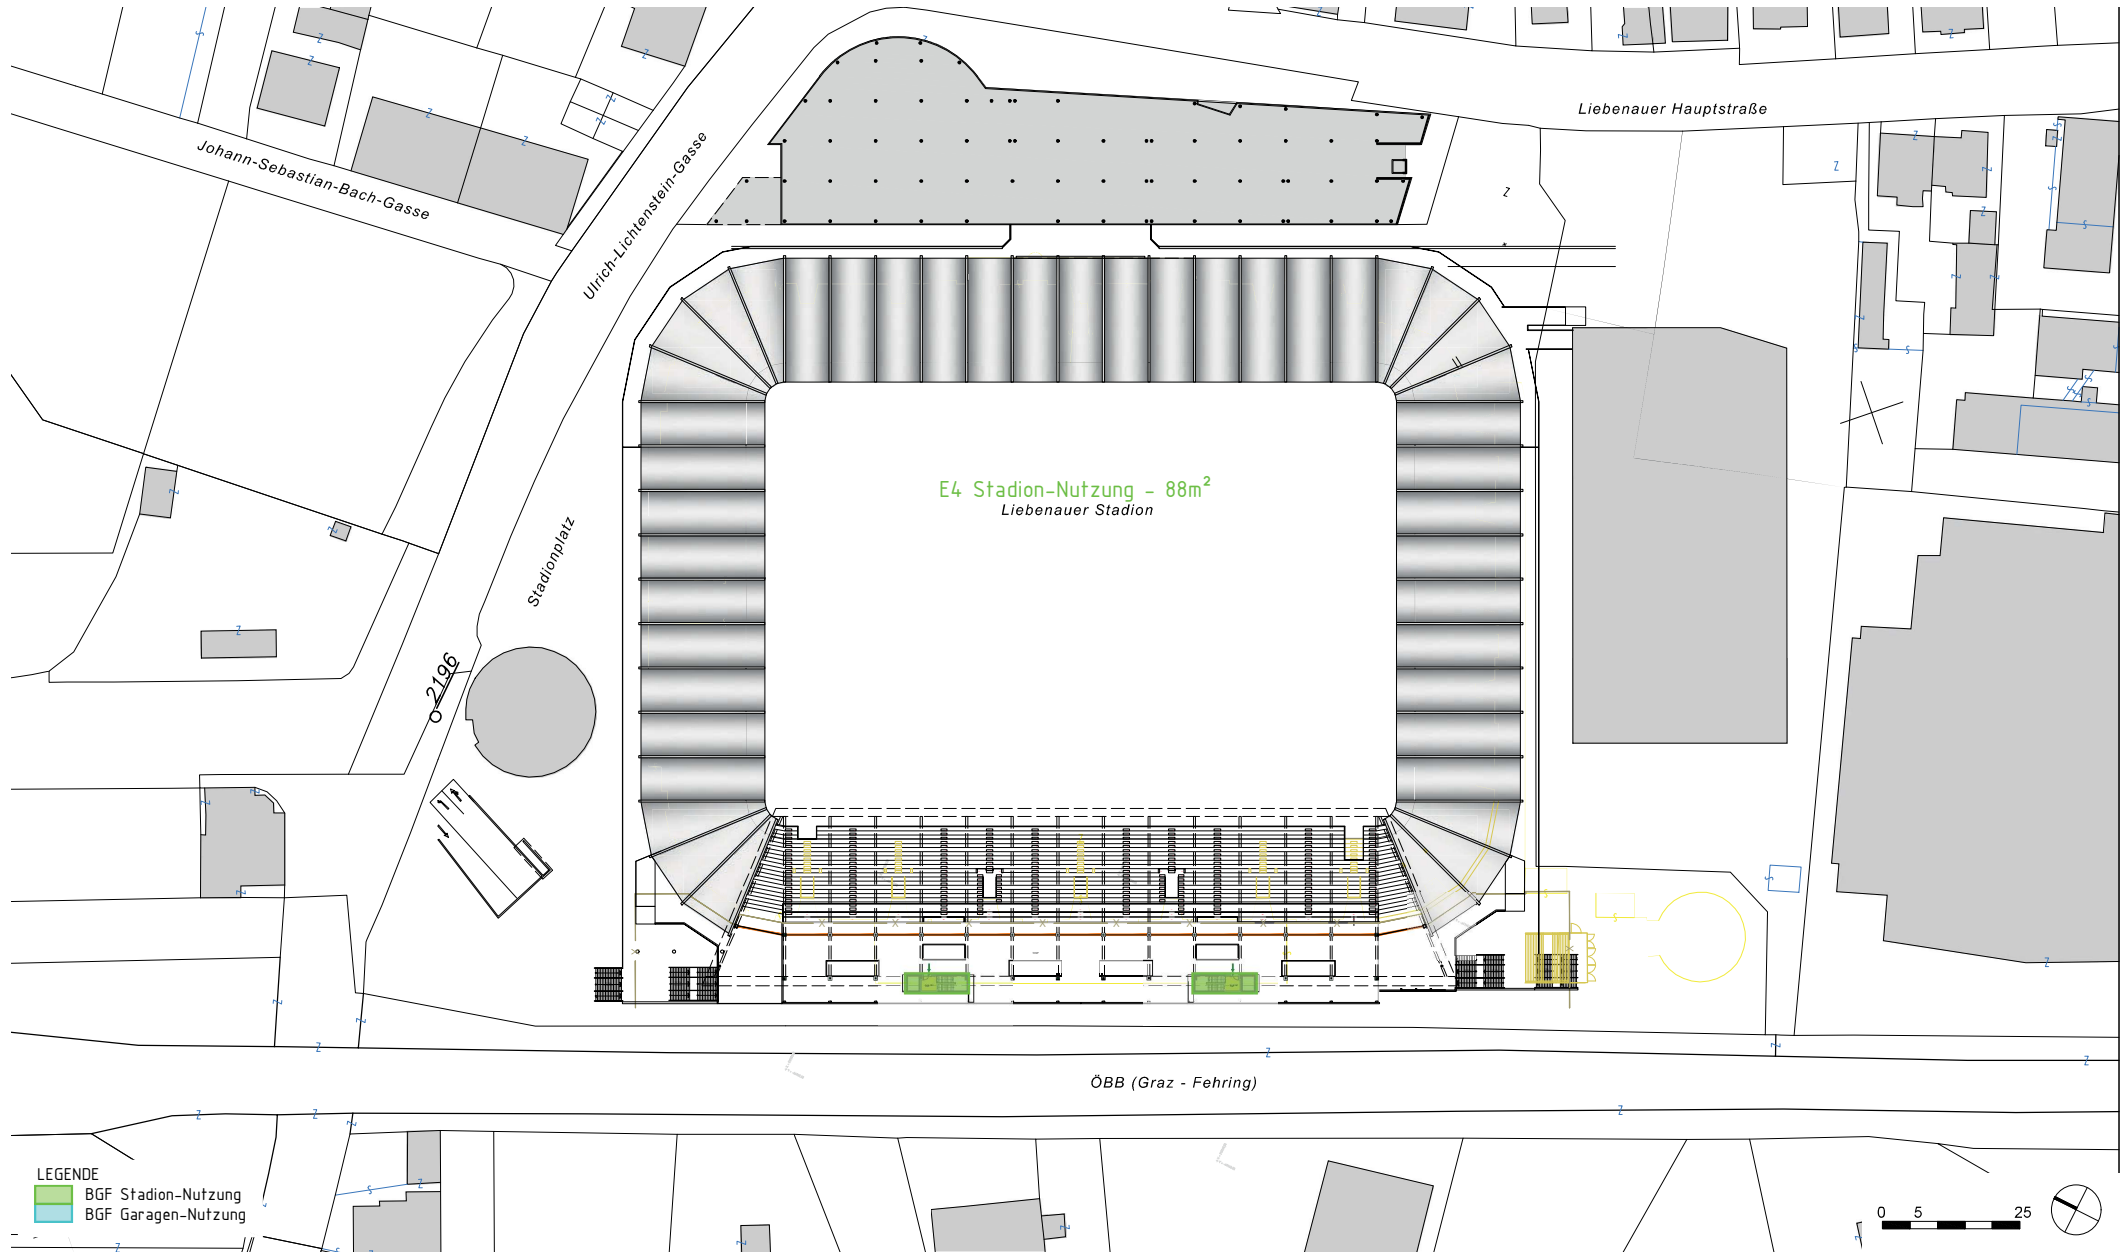 Liebenauer Hauptstraße
Johann-Sebastian-Bach-Gasse
Ulrich-Lichtenstein-Gasse
E4 Stadion-Nutzung - 88m²
Liebenauer Stadion
Stadionplatz
2196
ÖBB (Graz - Fehring)
LEGENDE
BGF Stadion-Nutzung
BGF Garagen-Nutzung
0 5 25